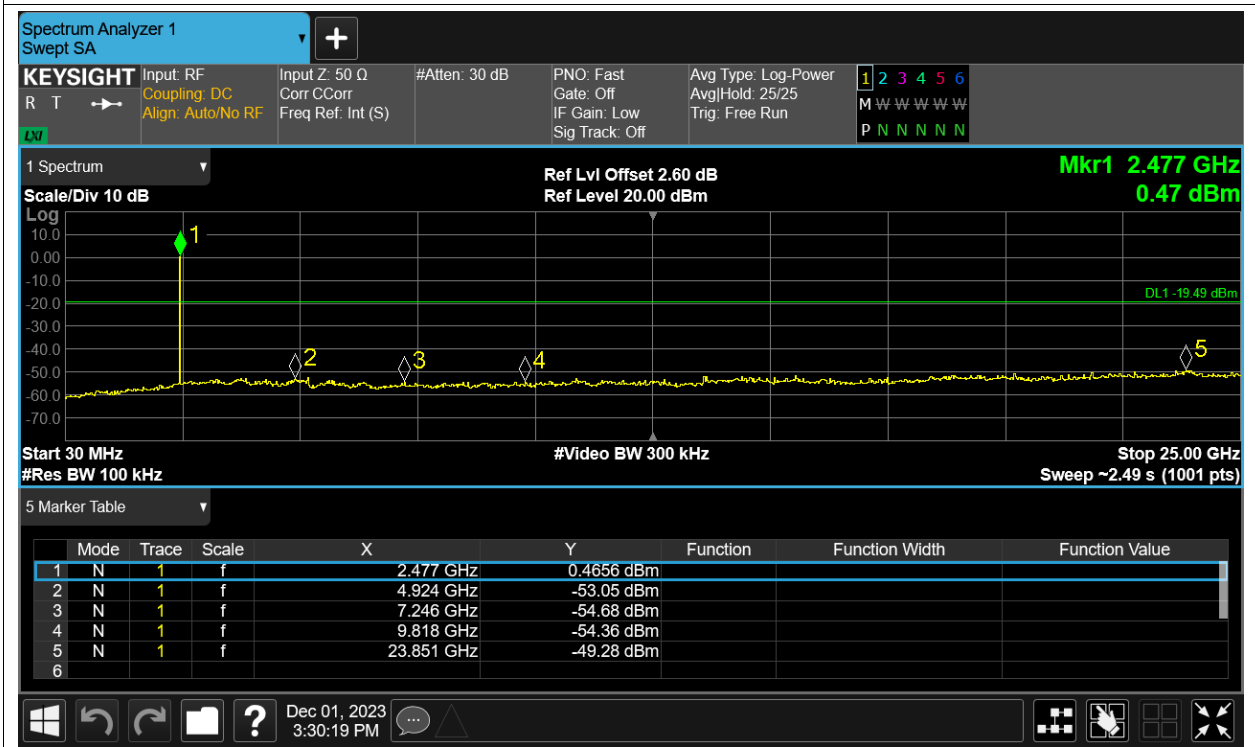 Spectrum Analyzer 1
Swept SA
KEYSIGHT Input: RF Input Z: 50 Ω #Atten: 30 dB PNO: Fast Avg Type: Log-Power 1 2 3 4 5 6
R T Coupling: DC Corr CCorr Gate: Off Avg|Hold: 25/25 M W W W W W
Align: Auto/No RF Freq Ref: Int (S) IF Gain: Low Trig: Free Run
LXI Sig Track: Off P N N N N N
1 Spectrum
Ref Lvl Offset 2.60 dB Mkr1 2.477 GHz
Scale/Div 10 dB Ref Level 20.00 dBm 0.47 dBm
Log
10.0 1
0.00
-10.0
DL1 -19.49 dBm
-20.0
-30.0
-40.0 2 3 4 5
-50.0
-60.0
-70.0
Start 30 MHz #Video BW 300 kHz Stop 25.00 GHz
#Res BW 100 kHz Sweep ~2.49 s (1001 pts)
5 Marker Table
Mode Trace Scale X Y Function Function Width Function Value
1 N 1 f 2.477 GHz 0.4656 dBm
2 N 1 f 4.924 GHz -53.05 dBm
3 N 1 f 7.246 GHz -54.68 dBm
4 N 1 f 9.818 GHz -54.36 dBm
5 N 1 f 23.851 GHz -49.28 dBm
6
? Dec 01, 2023
3:30:19 PM